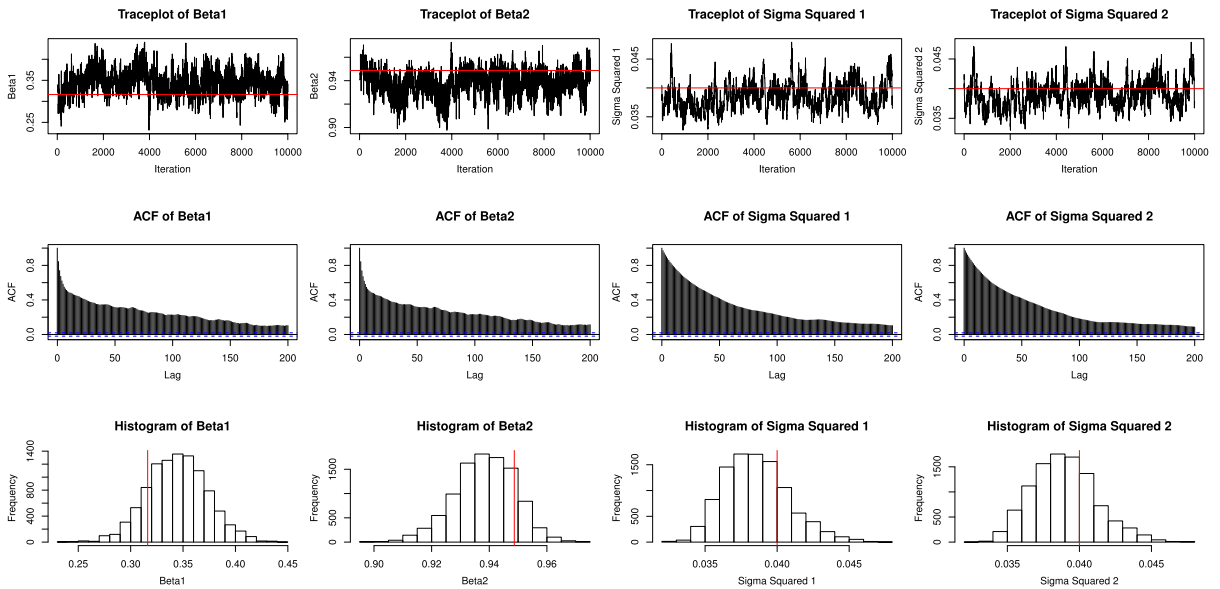 Traceplot of Beta1
Beta1
0.25 0.35
0 2000 4000 6000 8000 10000
Iteration
Traceplot of Beta2
Beta2
0.90 0.94
0 2000 4000 6000 8000 10000
Iteration
Traceplot of Sigma Squared 1
Sigma Squared 1
0.035 0.045
0 2000 4000 6000 8000 10000
Iteration
Traceplot of Sigma Squared 2
Sigma Squared 2
0.035 0.045
0 2000 4000 6000 8000 10000
Iteration
ACF of Beta1
ACF
0.0 0.4 0.8
0 50 100 150 200
Lag
ACF of Beta2
ACF
0.0 0.4 0.8
0 50 100 150 200
Lag
ACF of Sigma Squared 1
ACF
0.0 0.4 0.8
0 50 100 150 200
Lag
ACF of Sigma Squared 2
ACF
0.0 0.4 0.8
0 50 100 150 200
Lag
Histogram of Beta1
Frequency
0 400 800 1400
0.25 0.30 0.35 0.40 0.45
Beta1
Histogram of Beta2
Frequency
0 500 1500
0.90 0.92 0.94 0.96
Beta2
Histogram of Sigma Squared 1
Frequency
0 500 1500
0.035 0.040 0.045
Sigma Squared 1
Histogram of Sigma Squared 2
Frequency
0 500 1500
0.035 0.040 0.045
Sigma Squared 2